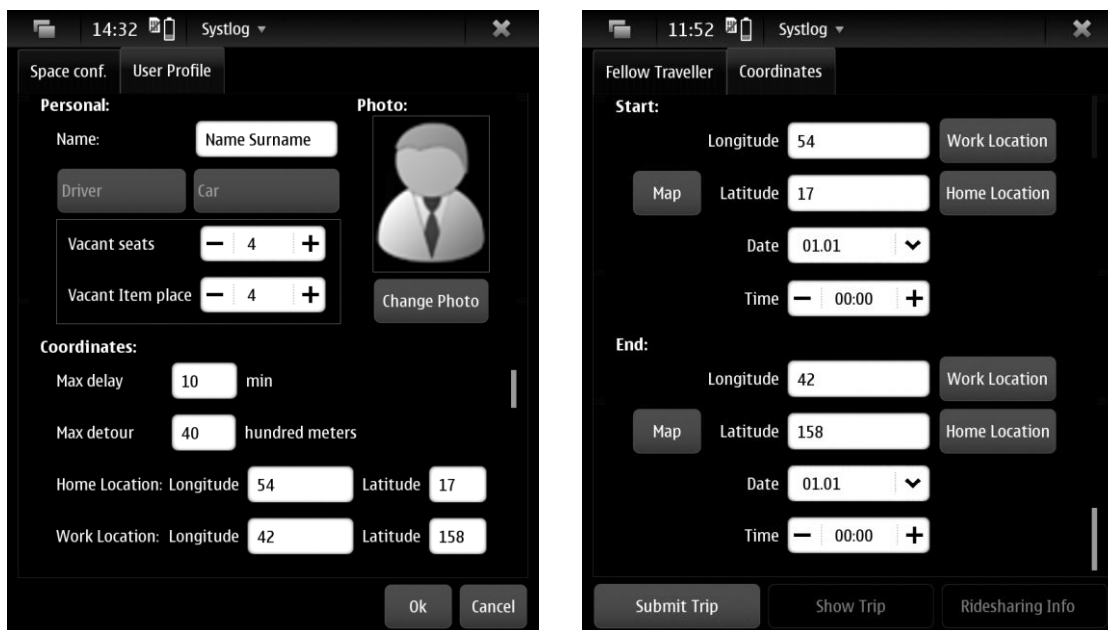 14:32 Systlog
Space conf. User Profile
Personal: Photo:
Name: Name Surname
Driver Car
Vacant seats 4
Vacant Item place 4
Change Photo
Coordinates:
Max delay 10 min
Max detour 40 hundred meters
Home Location: Longitude 54 Latitude 17
Work Location: Longitude 42 Latitude 158
Ok Cancel
11:52 Systlog
Fellow Traveller Coordinates
Start:
Longitude 54 Work Location
Map Latitude 17 Home Location
Date 01.01
Time 00:00
End:
Longitude 42 Work Location
Map Latitude 158 Home Location
Date 01.01
Time 00:00
Submit Trip Show Trip Ridesharing Info